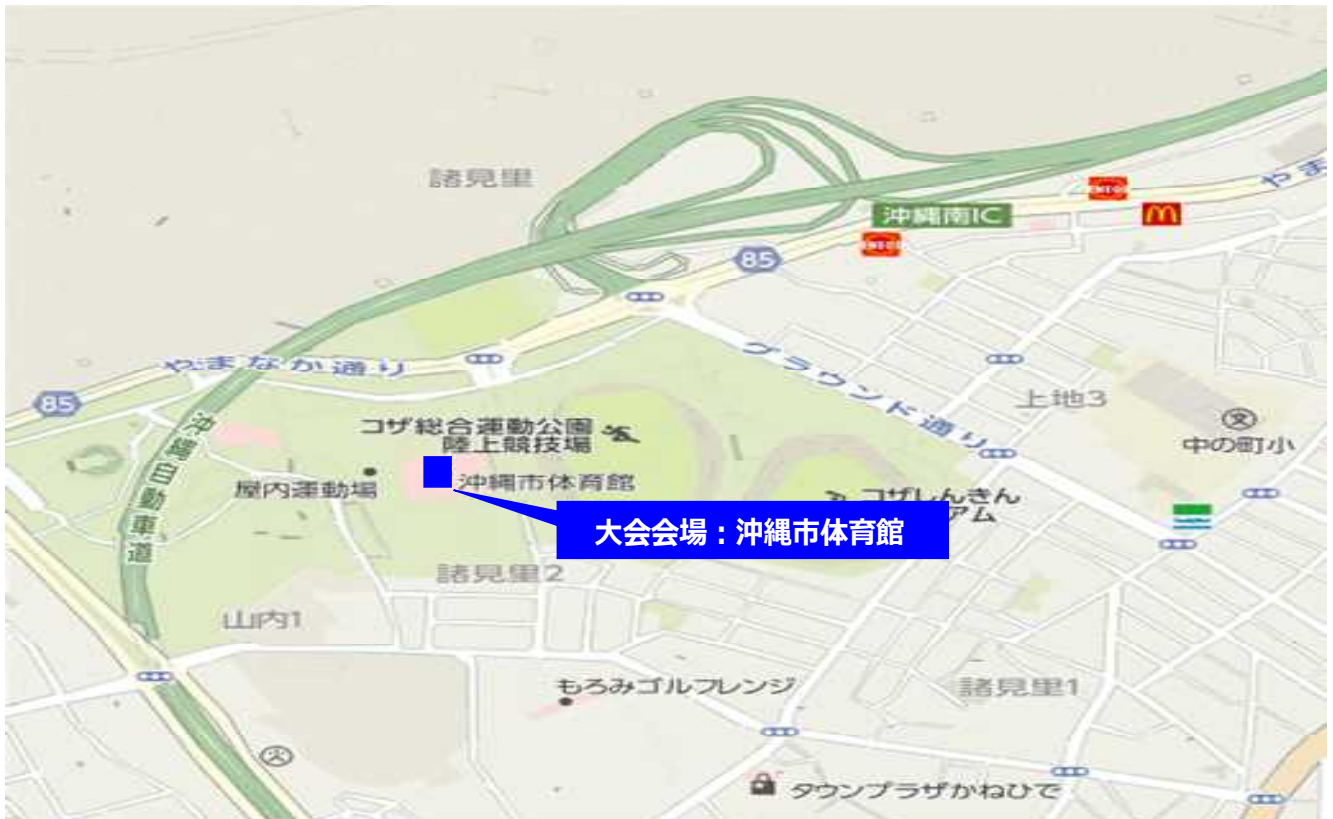 諸見里
沖縄南IC
ENEOS
ENEOS
85
やま
やまなか通り
85
グラウンド通り
上地3
中の町小
コザ総合運動公園
陸上競技場
沖縄市体育館
屋内運動場
沖縄自動車道
コザしんきん
アム
大会会場：沖縄市体育館
諸見里2
山内1
もろみゴルフレンジ
諸見里1
タウンプラザかねひで